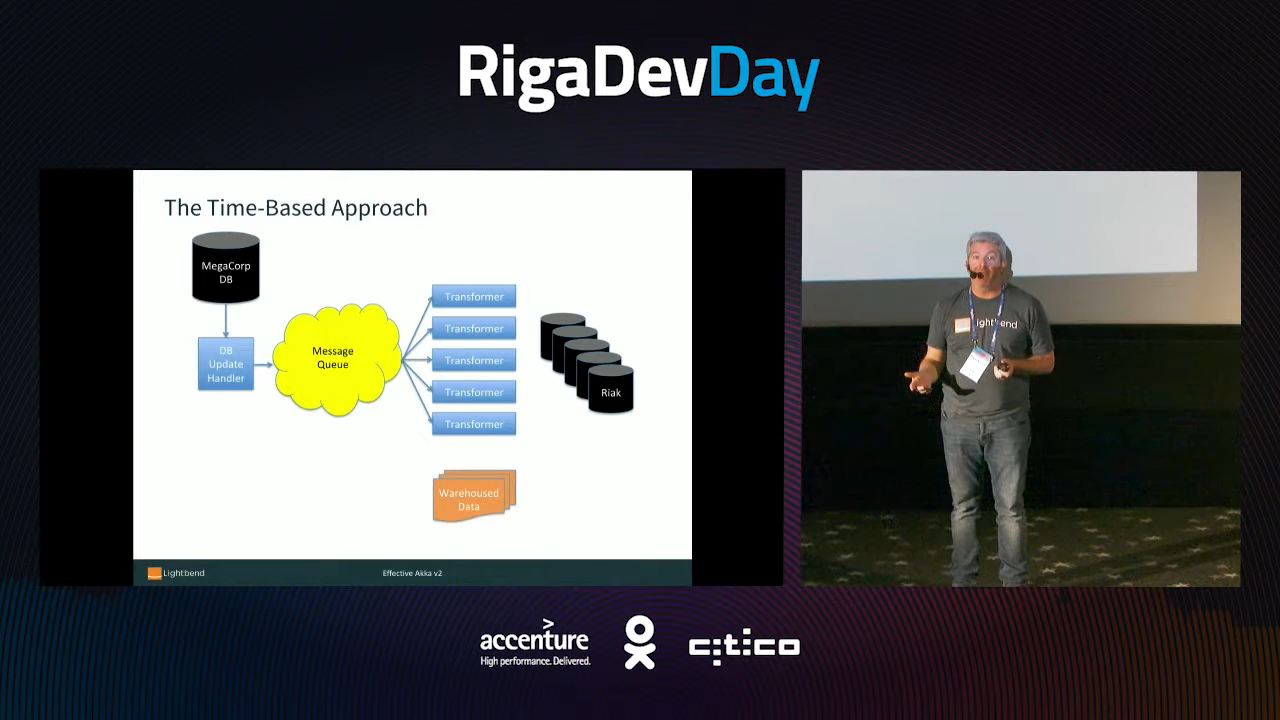 RigaDevDay
The Time-Based Approach
MegaCorp
DB
DB
Update
Handler
Message
Queue
Transformer
Transformer
Transformer
Transformer
Transformer
Riak
Warehoused
Data
Lightbend
Effective Akka v2
lightbend
accenture
High performance. Delivered.
citico